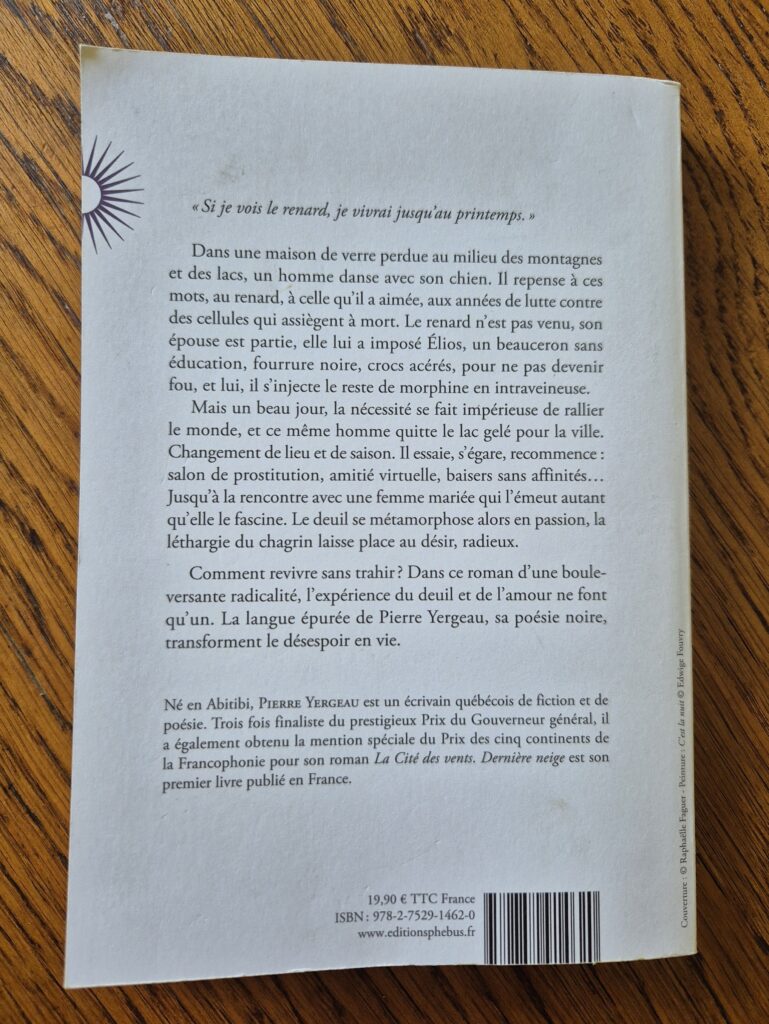 « Si je vois le renard, je vivrai jusqu'au printemps. »
Dans une maison de verre perdue au milieu des montagnes
et des lacs, un homme danse avec son chien. Il repense à ces
mots, au renard, à celle qu'il a aimée, aux années de lutte contre
des cellules qui assiègent à mort. Le renard n'est pas venu, son
épouse est partie, elle lui a imposé Élios, un beauceron sans
éducation, fourrure noire, crocs acérés, pour ne pas devenir
fou, et lui, il s'injecte le reste de morphine en intraveineuse.
Mais un beau jour, la nécessité se fait impérieuse de rallier
le monde, et ce même homme quitte le lac gelé pour la ville.
Changement de lieu et de saison. Il essaie, s'égare, recommence :
salon de prostitution, amitié virtuelle, baisers sans affinités…
Jusqu'à la rencontre avec une femme mariée qui l'émeut autant
qu'elle le fascine. Le deuil se métamorphose alors en passion, la
léthargie du chagrin laisse place au désir, radieux.
Comment revivre sans trahir ? Dans ce roman d'une boule-
versante radicalité, l'expérience du deuil et de l'amour ne font
qu'un. La langue épurée de Pierre Yergeau, sa poésie noire,
transforment le désespoir en vie.
Né en Abitibi, PIERRE YERGEAU est un écrivain québécois de fiction et de
poésie. Trois fois finaliste du prestigieux Prix du Gouverneur général, il
a également obtenu la mention spéciale du Prix des cinq continents de
la Francophonie pour son roman La Cité des vents. Dernière neige est son
premier livre publié en France.
19,90 € TTC France
ISBN : 978-2-7529-1462-0
www.editionsphebus.fr
Couverture : © Raphaëlle Faguer - Peinture : C'est la nuit © Edwige Fouvry